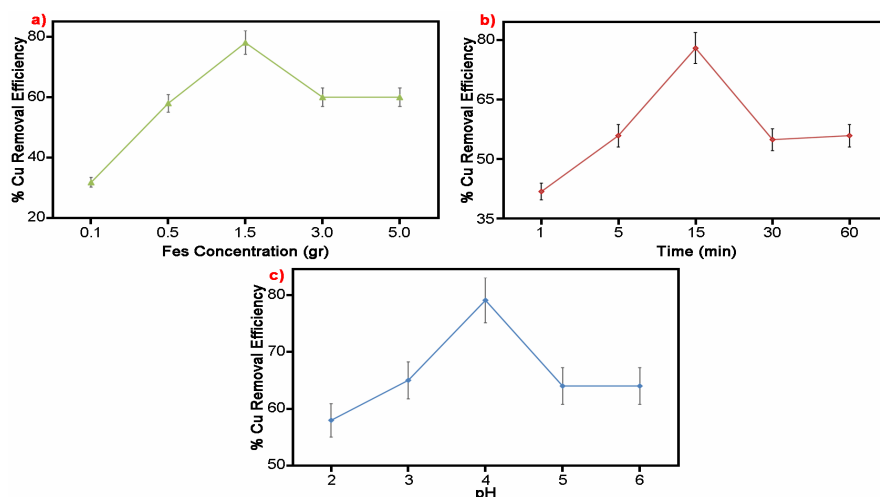 a)
% Cu Removal Efficiency
80
60
40
20
0.1 0.5 1.5 3.0 5.0
Fes Concentration (gr)
b)
% Cu Removal Efficiency
80
65
50
35
1 5 15 30 60
Time (min)
c)
% Cu Removal Efficiency
80
70
60
50
2 3 4 5 6
pH